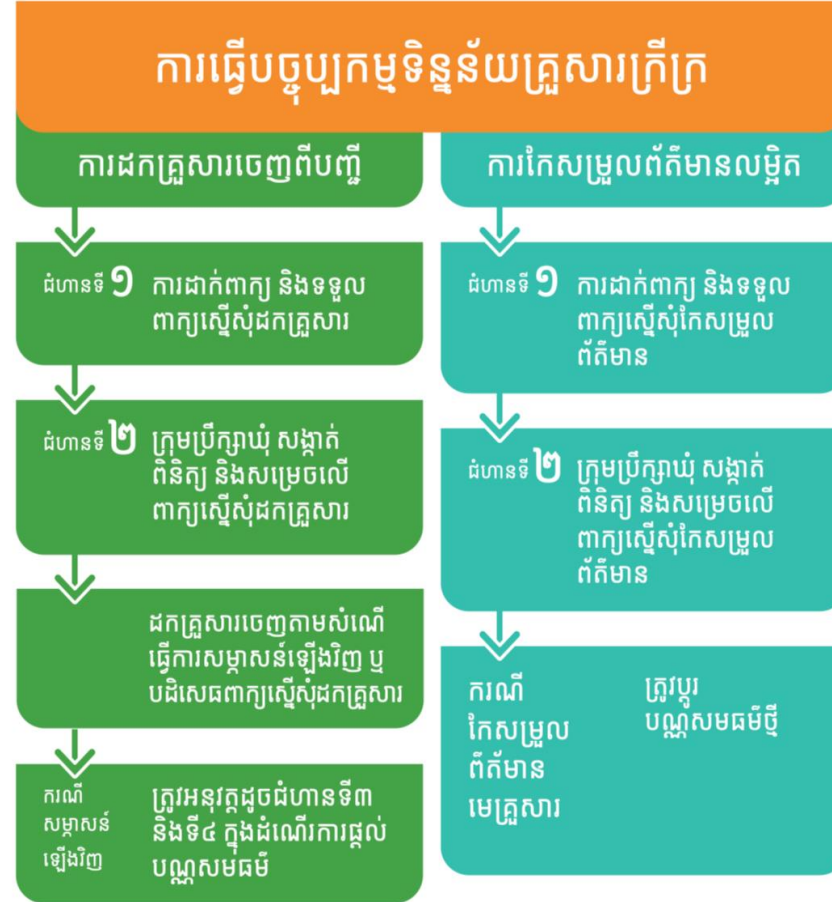 ការធ្វើបច្ចុប្បកម្មទិន្នន័យគ្រួសារក្រីក្រ
ការដកគ្រួសារចេញពីបញ្ជី
ជំហានទី ១ ការដាក់ពាក្យ និងទទួល
ពាក្យស្នើសុំដកគ្រួសារ
ជំហានទី ២ ក្រុមប្រឹក្សាឃុំ សង្កាត់
ពិនិត្យ និងសម្រេចលើ
ពាក្យស្នើសុំដកគ្រួសារ
ដកគ្រួសារចេញតាមសំណើ
ធ្វើការសម្ភាសន៍ឡើងវិញ ឬ
បដិសេធពាក្យស្នើសុំដកគ្រួសារ
ករណី
សម្ភាសន៍
ឡើងវិញ
ត្រូវអនុវត្តដូចជំហានទី៣
និងទី៤ ក្នុងដំណើរការផ្តល់
បណ្ណសមធម៌
ការកែសម្រួលព័ត៌មានលម្អិត
ជំហានទី ១ ការដាក់ពាក្យ និងទទួល
ពាក្យស្នើសុំកែសម្រួល
ព័ត៌មាន
ជំហានទី ២ ក្រុមប្រឹក្សាឃុំ សង្កាត់
ពិនិត្យ និងសម្រេចលើ
ពាក្យស្នើសុំកែសម្រួល
ព័ត៌មាន
ករណី
កែសម្រួល
ព័ត៌មាន
មេគ្រួសារ
ត្រូវប្តូរ
បណ្ណសមធម៌ថ្មី